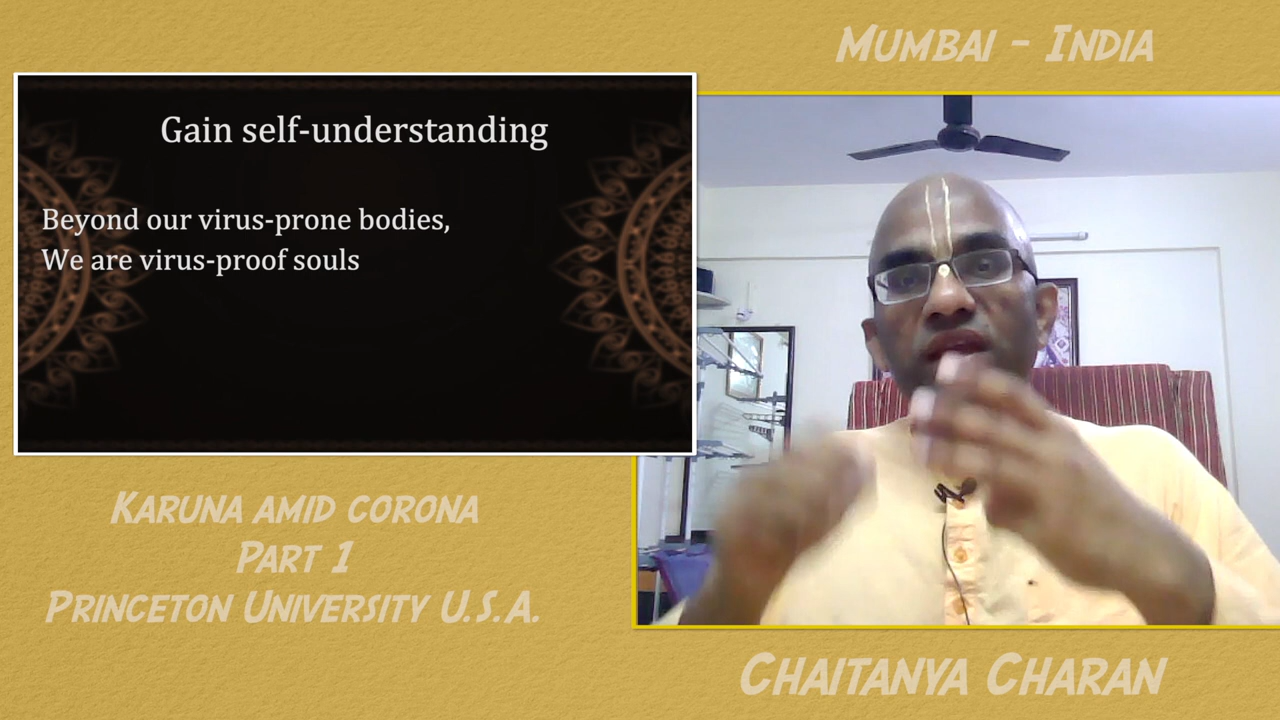 Mumbai - India
Gain self-understanding
Beyond our virus-prone bodies,
We are virus-proof souls
Karuna amid corona
Part 1
Princeton University U.S.A.
Chaitanya Charan